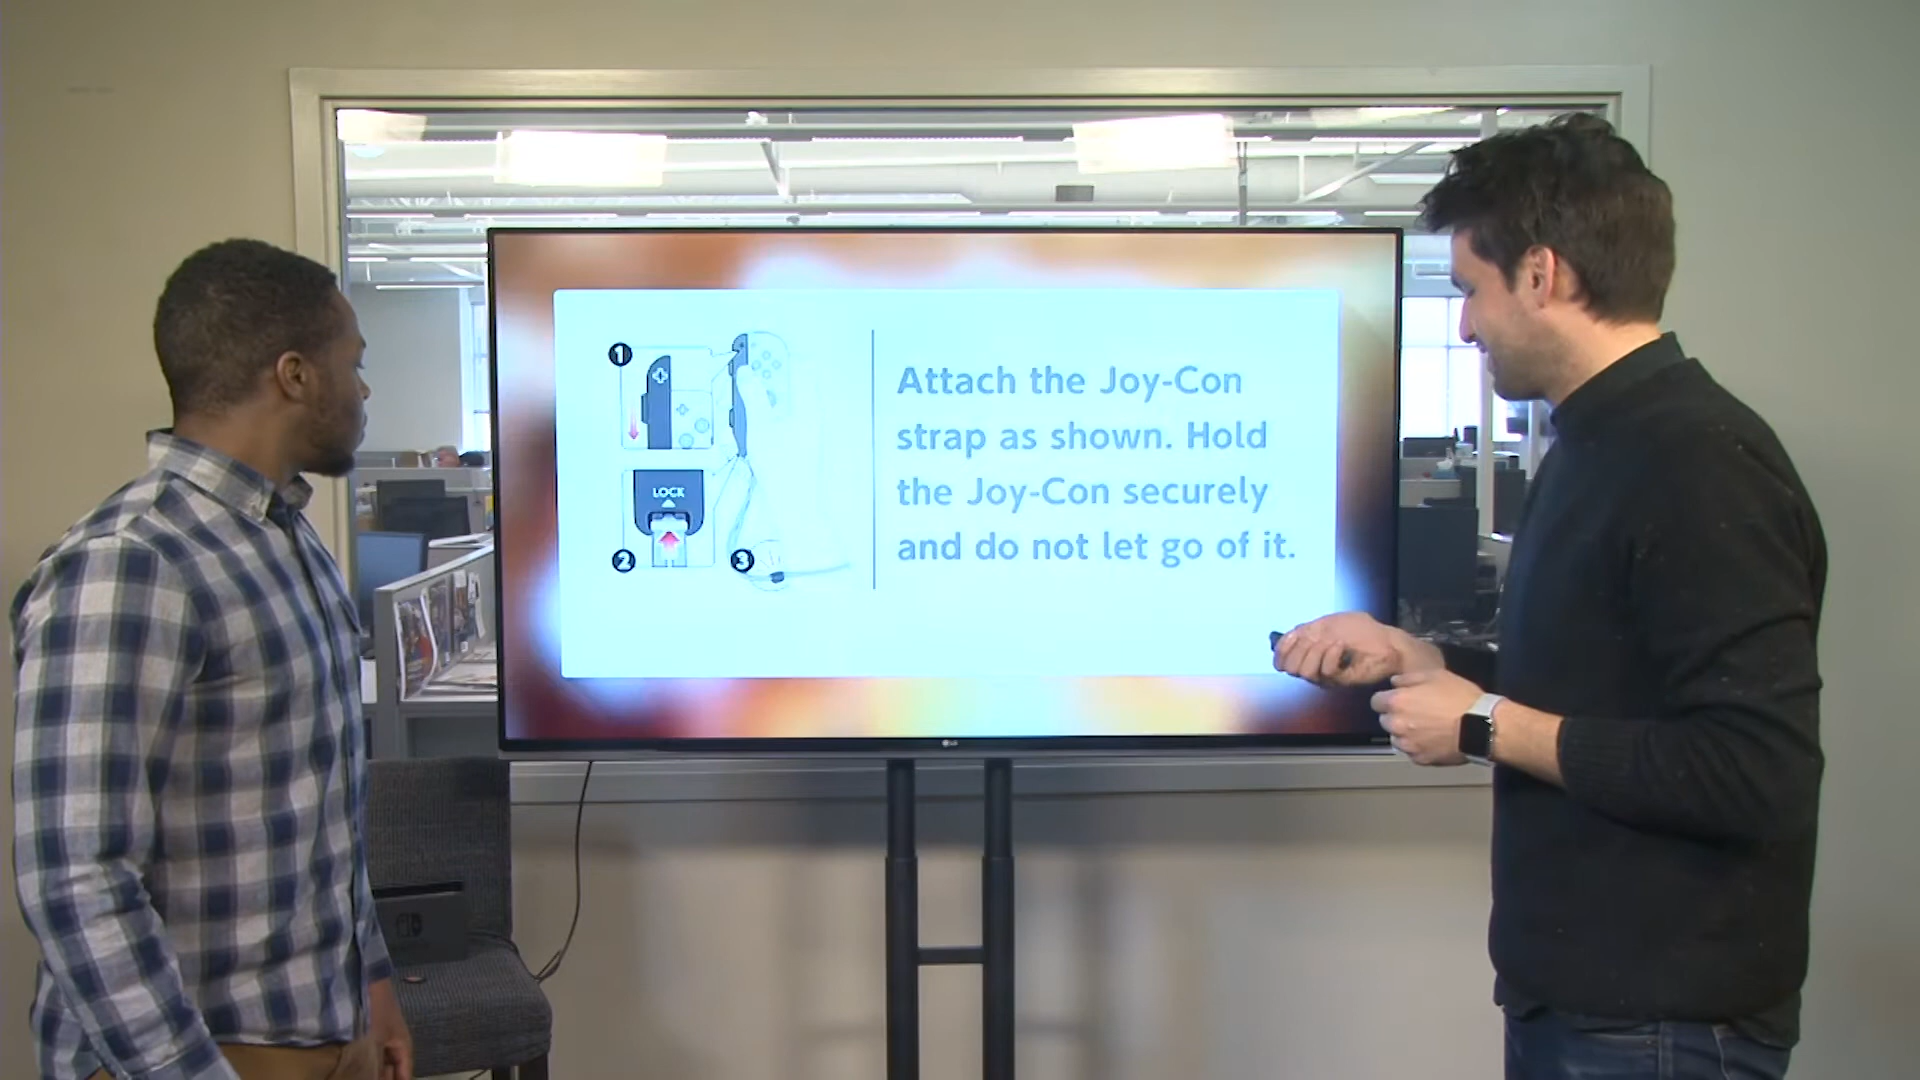 1
LOCK
2
3
Attach the Joy-Con
strap as shown. Hold
the Joy-Con securely
and do not let go of it.
LG